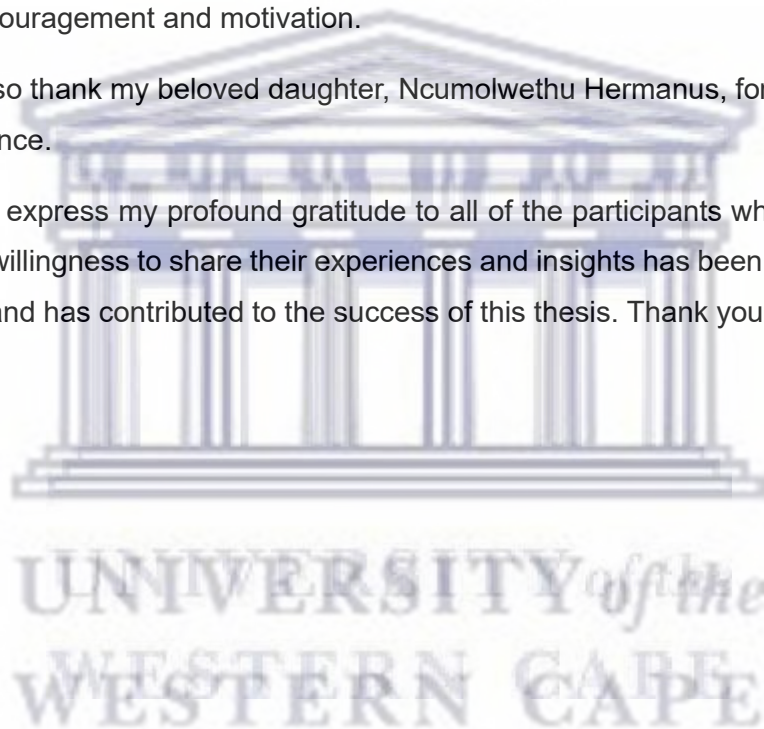 ouragement and motivation.
so thank my beloved daughter, Ncumolwethu Hermanus, for
nce.
express my profound gratitude to all of the participants wh
willingness to share their experiences and insights has been
and has contributed to the success of this thesis. Thank you
UNIVERSITY of the
WESTERN CAPE